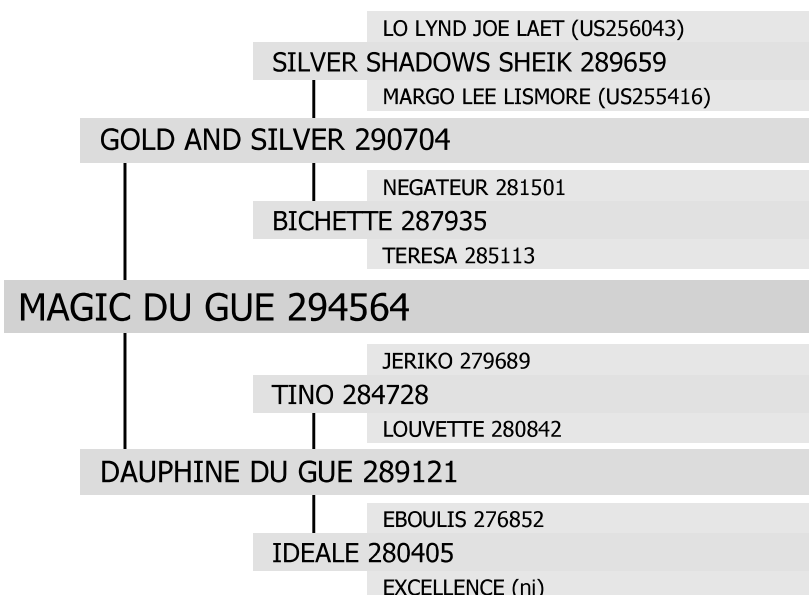 LO LYND JOE LAET (US256043)
SILVER SHADOWS SHEIK 289659
MARGO LEE LISMORE (US255416)
GOLD AND SILVER 290704
NEGATEUR 281501
BICHETTE 287935
TERESA 285113
MAGIC DU GUE 294564
JERIKO 279689
TINO 284728
LOUVETTE 280842
DAUPHINE DU GUE 289121
EBOULIS 276852
IDEALE 280405
EXCELLENCE (ni)